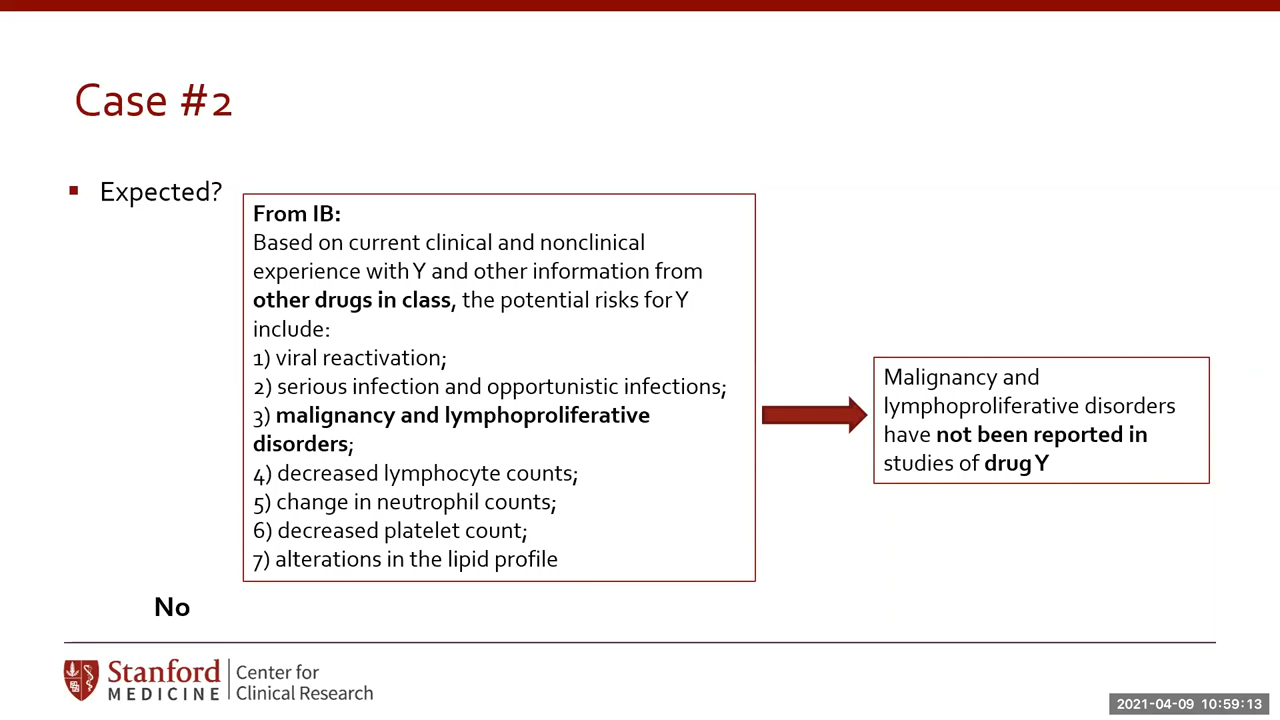 Case #2
Expected?
From IB:
Based on current clinical and nonclinical
experience with Y and other information from
other drugs in class, the potential risks for Y
include:
1) viral reactivation;
2) serious infection and opportunistic infections;
3) malignancy and lymphoproliferative
disorders;
4) decreased lymphocyte counts;
5) change in neutrophil counts;
6) decreased platelet count;
7) alterations in the lipid profile
Malignancy and
lymphoproliferative disorders
have not been reported in
studies of drug Y
No
Stanford
MEDICINE
Center for
Clinical Research
2021-04-09 10:59:13